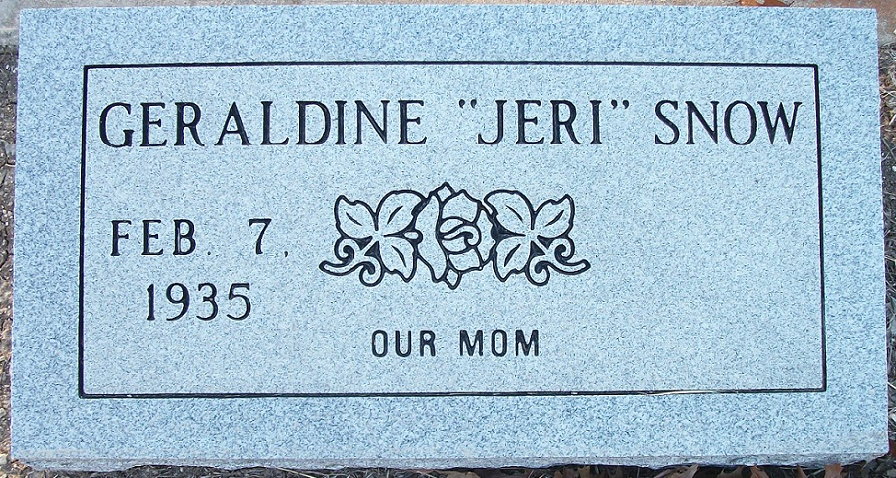 GERALDINE "JERI" SNOW
FEB. 7,
1935
OUR MOM